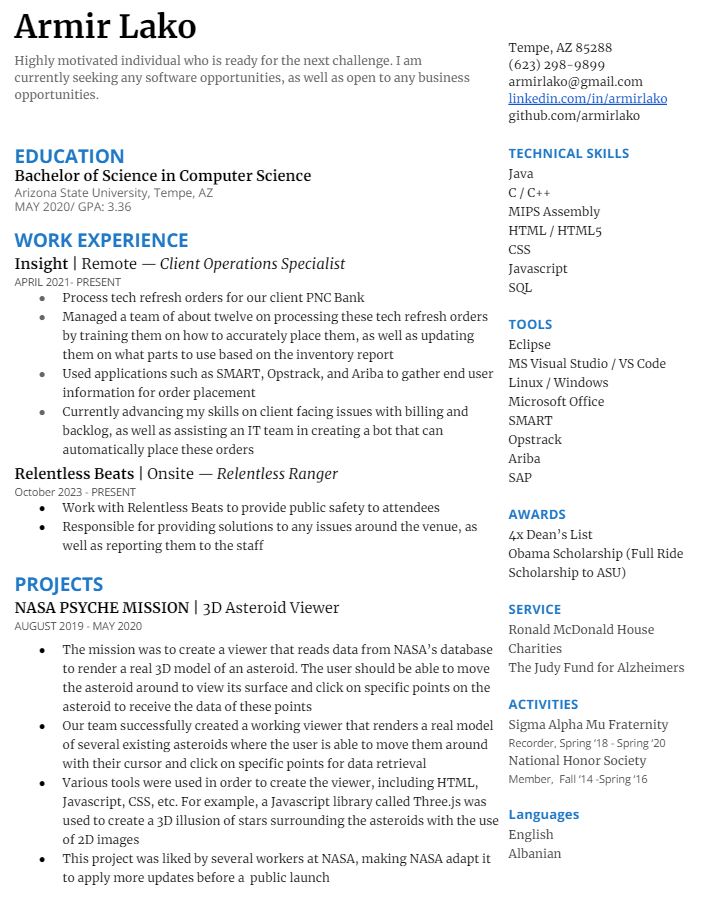 Armir Lako
Highly motivated individual who is ready for the next challenge. I am
currently seeking any software opportunities, as well as open to any business
opportunities.
EDUCATION
Bachelor of Science in Computer Science
Arizona State University, Tempe, AZ
MAY 2020/ GPA: 3.36
WORK EXPERIENCE
Insight | Remote — Client Operations Specialist
APRIL 2021- PRESENT
● Process tech refresh orders for our client PNC Bank
● Managed a team of about twelve on processing these tech refresh orders
by training them on how to accurately place them, as well as updating
them on what parts to use based on the inventory report
● Used applications such as SMART, Opstrack, and Ariba to gather end user
information for order placement
● Currently advancing my skills on client facing issues with billing and
backlog, as well as assisting an IT team in creating a bot that can
automatically place these orders
Relentless Beats | Onsite — Relentless Ranger
October 2023 - PRESENT
● Work with Relentless Beats to provide public safety to attendees
● Responsible for providing solutions to any issues around the venue, as
well as reporting them to the staff
PROJECTS
NASA PSYCHE MISSION | 3D Asteroid Viewer
AUGUST 2019 - MAY 2020
● The mission was to create a viewer that reads data from NASA’s database
to render a real 3D model of an asteroid. The user should be able to move
the asteroid around to view its surface and click on specific points on the
asteroid to receive the data of these points
● Our team successfully created a working viewer that renders a real model
of several existing asteroids where the user is able to move them around
with their cursor and click on specific points for data retrieval
● Various tools were used in order to create the viewer, including HTML,
Javascript, CSS, etc. For example, a Javascript library called Three.js was
used to create a 3D illusion of stars surrounding the asteroids with the use
of 2D images
● This project was liked by several workers at NASA, making NASA adapt it
to apply more updates before a public launch
Tempe, AZ 85288
(623) 298-9899
armirlako@gmail.com
linkedin.com/in/armirlako
github.com/armirlako
TECHNICAL SKILLS
Java
C / C++
MIPS Assembly
HTML / HTML5
CSS
Javascript
SQL
TOOLS
Eclipse
MS Visual Studio / VS Code
Linux / Windows
Microsoft Office
SMART
Opstrack
Ariba
SAP
AWARDS
4x Dean’s List
Obama Scholarship (Full Ride
Scholarship to ASU)
SERVICE
Ronald McDonald House
Charities
The Judy Fund for Alzheimers
ACTIVITIES
Sigma Alpha Mu Fraternity
Recorder, Spring ‘18 - Spring ‘20
National Honor Society
Member, Fall ‘14 -Spring ‘16
Languages
English
Albanian